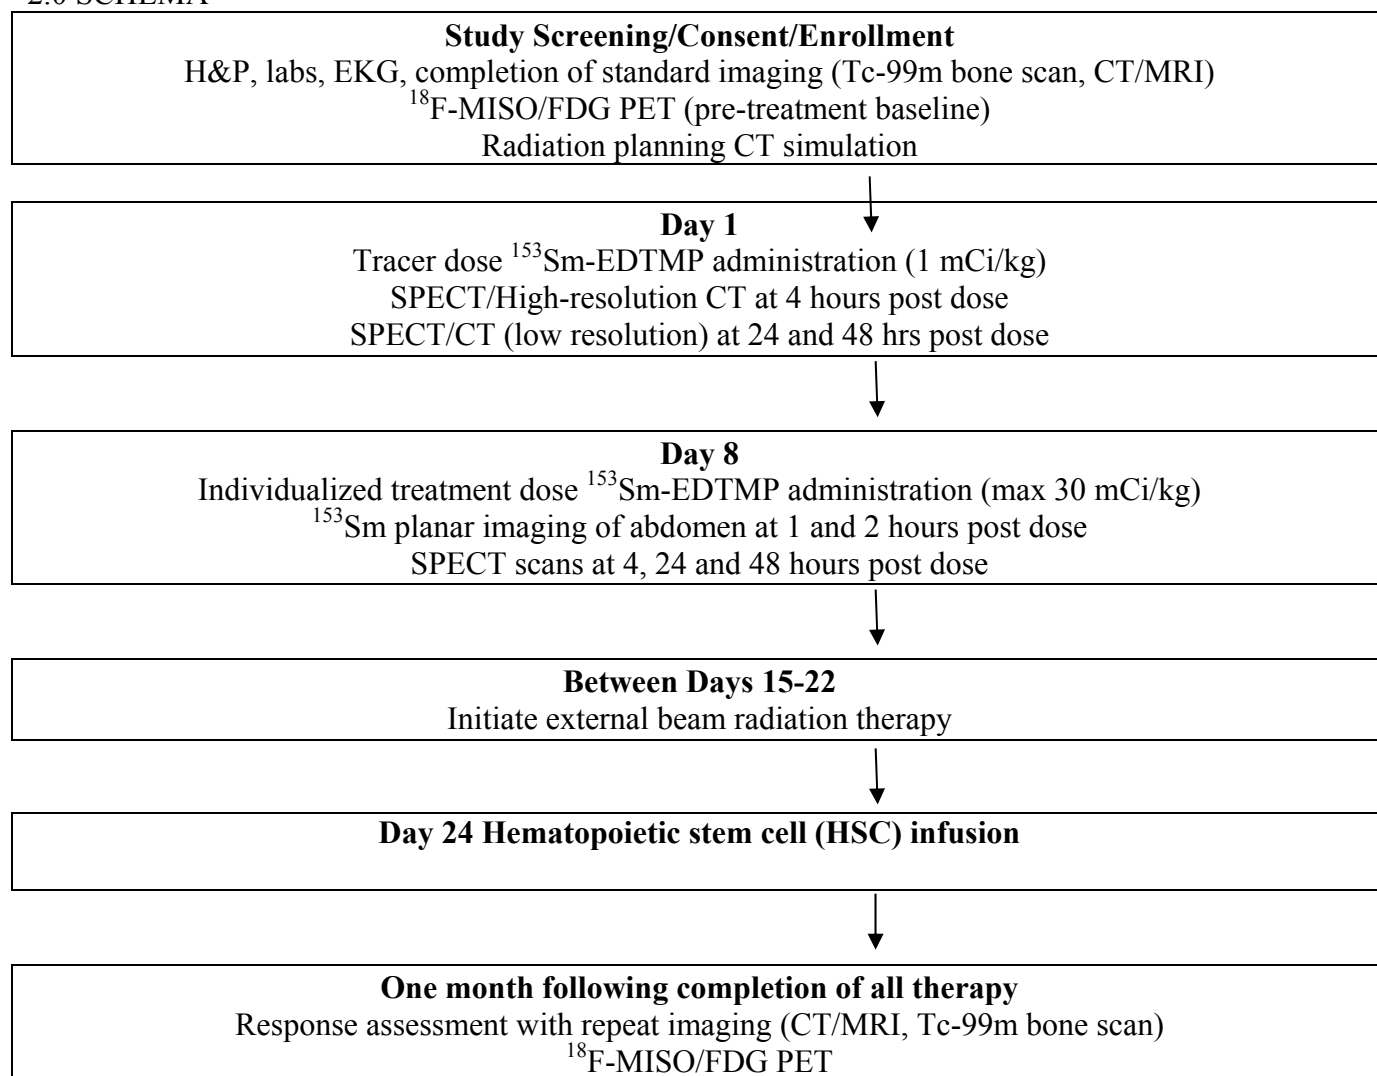 2.0 SCHEMA
Study Screening/Consent/Enrollment
H&P, labs, EKG, completion of standard imaging (Tc-99m bone scan, CT/MRI)
¹⁸F-MISO/FDG PET (pre-treatment baseline)
Radiation planning CT simulation
Day 1
Tracer dose ¹⁵³Sm-EDTMP administration (1 mCi/kg)
SPECT/High-resolution CT at 4 hours post dose
SPECT/CT (low resolution) at 24 and 48 hrs post dose
Day 8
Individualized treatment dose ¹⁵³Sm-EDTMP administration (max 30 mCi/kg)
¹⁵³Sm planar imaging of abdomen at 1 and 2 hours post dose
SPECT scans at 4, 24 and 48 hours post dose
Between Days 15-22
Initiate external beam radiation therapy
Day 24 Hematopoietic stem cell (HSC) infusion
One month following completion of all therapy
Response assessment with repeat imaging (CT/MRI, Tc-99m bone scan)
¹⁸F-MISO/FDG PET